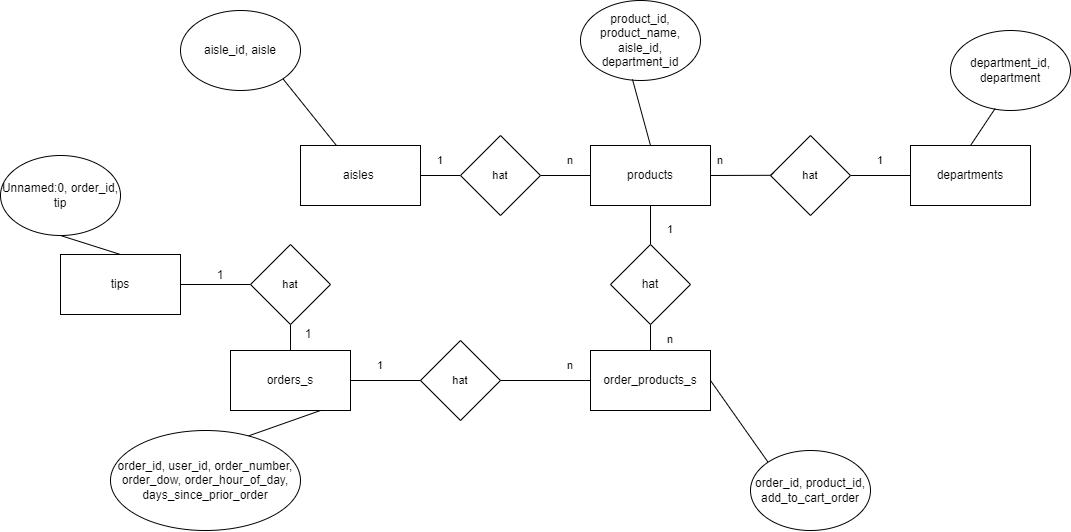 product_id,
product_name,
aisle_id,
department_id
aisle_id, aisle
department_id,
department
1
n
n
1
aisles
hat
products
hat
departments
Unnamed:0, order_id,
tip
1
tips
1
hat
hat
1
n
1
n
orders_s
hat
order_products_s
order_id, user_id, order_number,
order_dow, order_hour_of_day,
days_since_prior_order
order_id, product_id,
add_to_cart_order